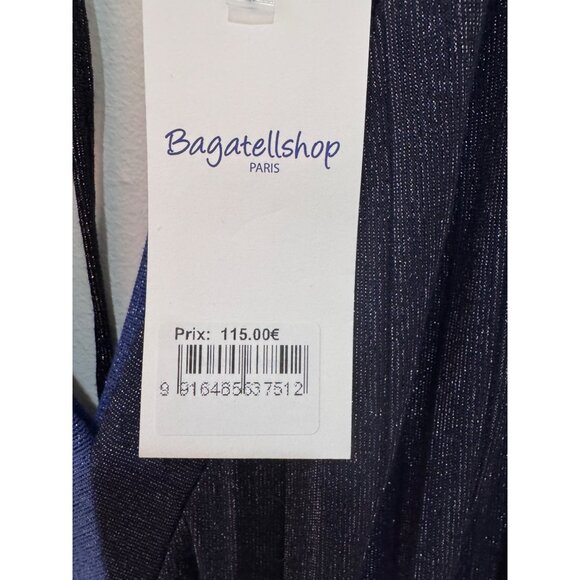 Bagatellshop
PARIS
Prix: 115.00€
9 916465637512